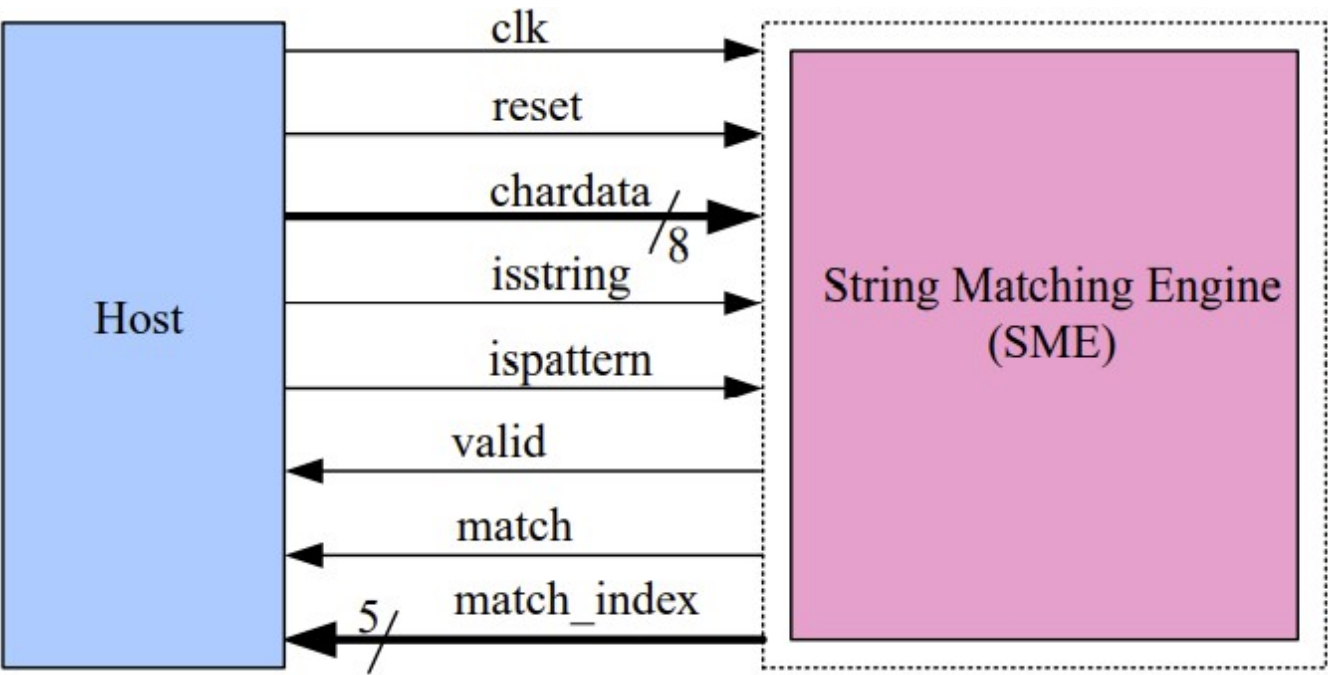 clk
reset
chardata
8
isstring
Host
String Matching Engine
(SME)
ispattern
valid
match
match_index
5